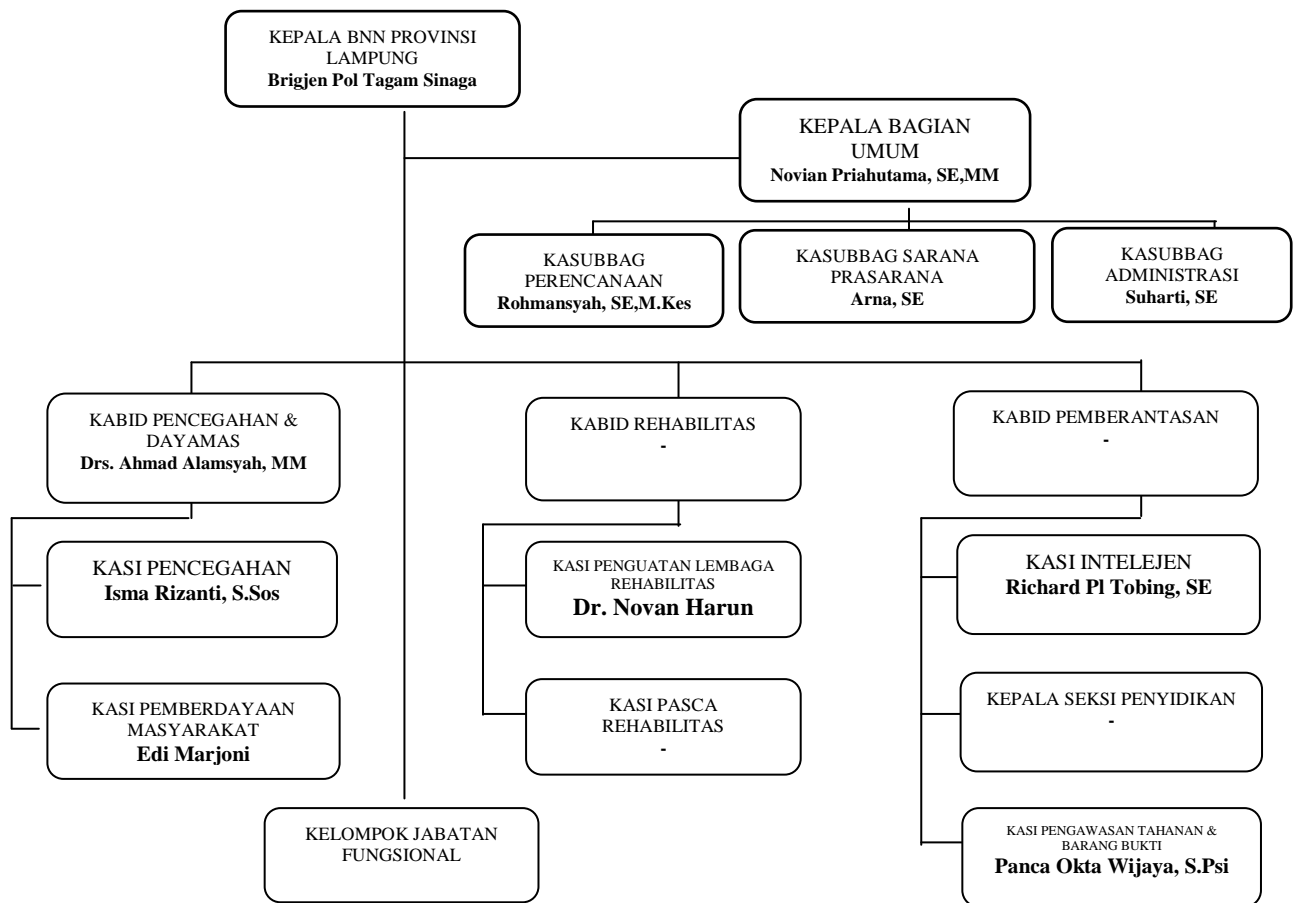 KEPALA BNN PROVINSI
LAMPUNG
Brigjen Pol Tagam Sinaga
KEPALA BAGIAN
UMUM
Novian Priahutama, SE,MM
KASUBBAG
PERENCANAAN
Rohmansyah, SE,M.Kes
KASUBBAG SARANA
PRASARANA
Arna, SE
KASUBBAG
ADMINISTRASI
Suharti, SE
KABID PENCEGAHAN &
DAYAMAS
Drs. Ahmad Alamsyah, MM
KABID REHABILITAS
-
KABID PEMBERANTASAN
-
KASI PENCEGAHAN
Isma Rizanti, S.Sos
KASI PENGUATAN LEMBAGA
REHABILITAS
Dr. Novan Harun
KASI INTELEJEN
Richard Pl Tobing, SE
KASI PEMBERDAYAAN
MASYARAKAT
Edi Marjoni
KASI PASCA
REHABILITAS
-
KEPALA SEKSI PENYIDIKAN
-
KELOMPOK JABATAN
FUNGSIONAL
KASI PENGAWASAN TAHANAN &
BARANG BUKTI
Panca Okta Wijaya, S.Psi